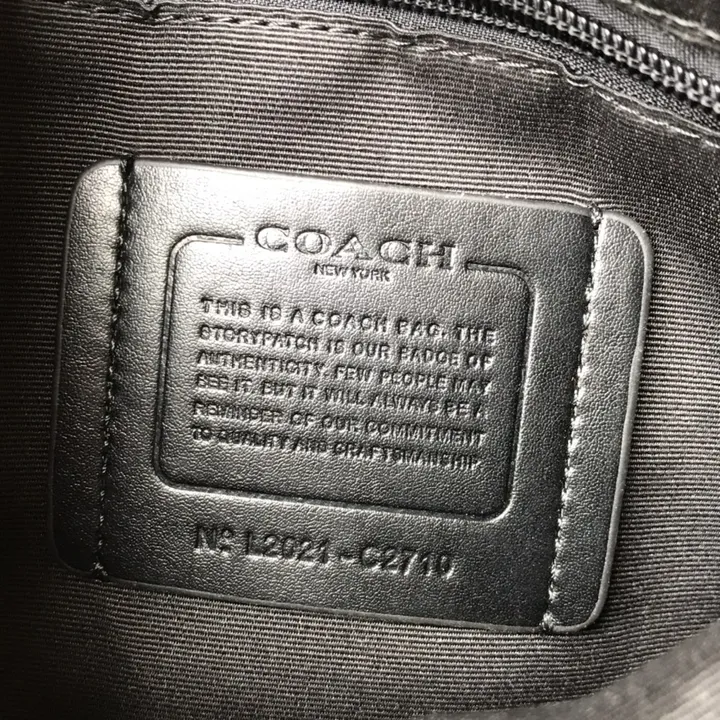 COACH
NEW YORK
THIS IS A COACH BAG. THE
STORYPATCH IS OUR BADGE OF
AUTHENTICITY. FEW PEOPLE MAY
SEE IT BUT IT WILL ALWAYS BE A
REMINDER OF OUR COMMITMENT
TO QUALITY AND CRAFTSMANSHIP.
Nº L2021-C2710